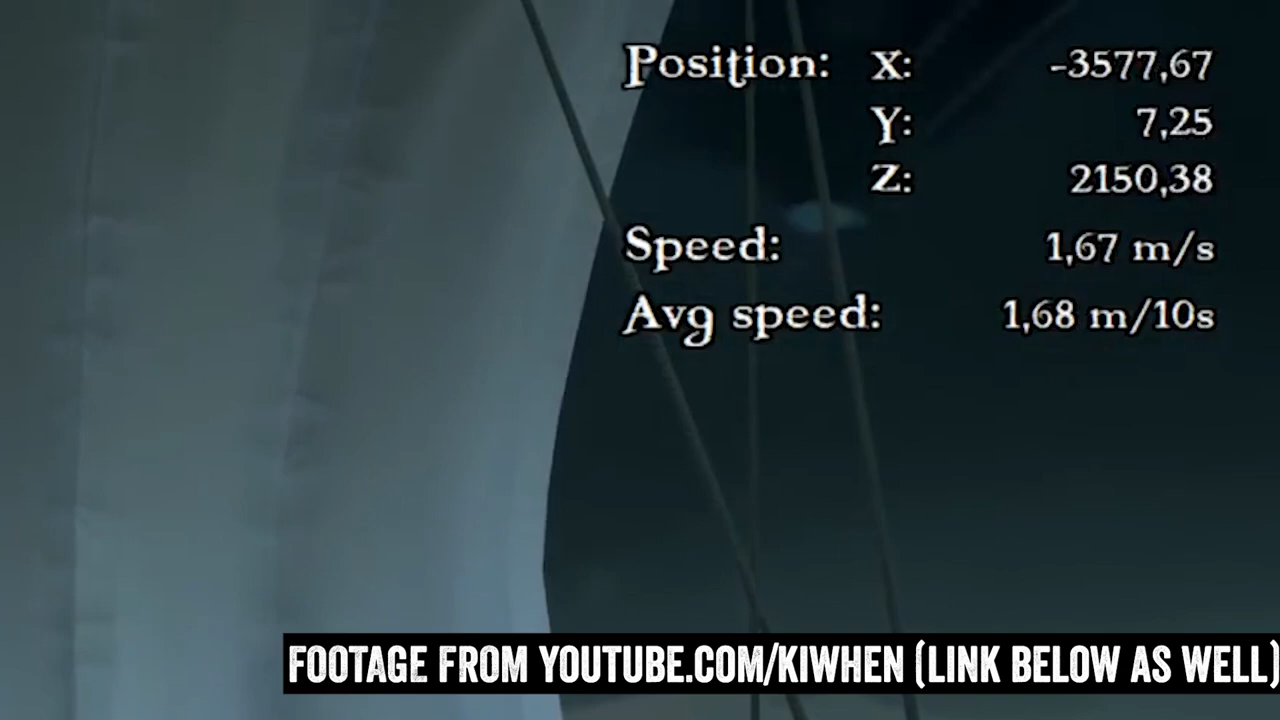 Position: X: -3577,67
Y: 7,25
Z: 2150,38
Speed: 1,67 m/s
Avg speed: 1,68 m/10s
FOOTAGE FROM YOUTUBE.COM/KIWHEN (LINK BELOW AS WELL)